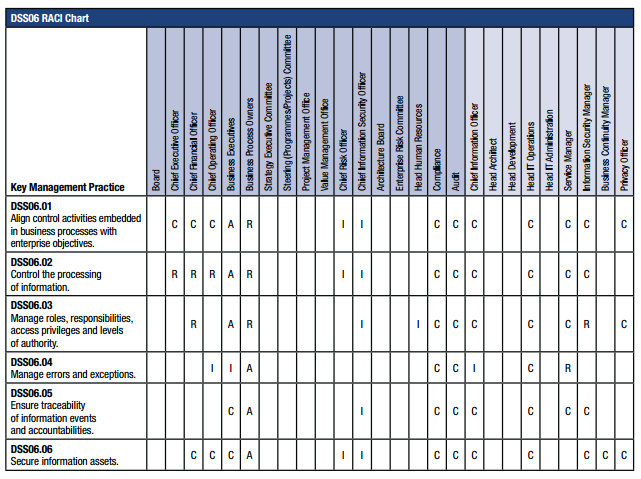 DSS06 RACI Chart
Key Management Practice
Board
Chief Executive Officer
Chief Financial Officer
Chief Operating Officer
Business Executives
Business Process Owners
Strategy Executive Committee
Steering (Programmes/Projects) Committee
Project Management Office
Value Management Office
Chief Risk Officer
Chief Information Security Officer
Architecture Board
Enterprise Risk Committee
Head Human Resources
Compliance
Audit
Chief Information Officer
Head Architect
Head Development
Head IT Operations
Head IT Administration
Service Manager
Information Security Manager
Business Continuity Manager
Privacy Officer
DSS06.01
Align control activities embedded
in business processes with
enterprise objectives.
C C C A R I I C C C C C C C
DSS06.02
Control the processing
of information.
R R R A R I I C C C C C C
DSS06.03
Manage roles, responsibilities,
access privileges and levels
of authority.
R A R I I C C C C C R C
DSS06.04
Manage errors and exceptions.
I I A C C I C R
DSS06.05
Ensure traceability
of information events
and accountabilities.
C A I C C C C C C
DSS06.06
Secure information assets.
C C C A I I C C C C C C C